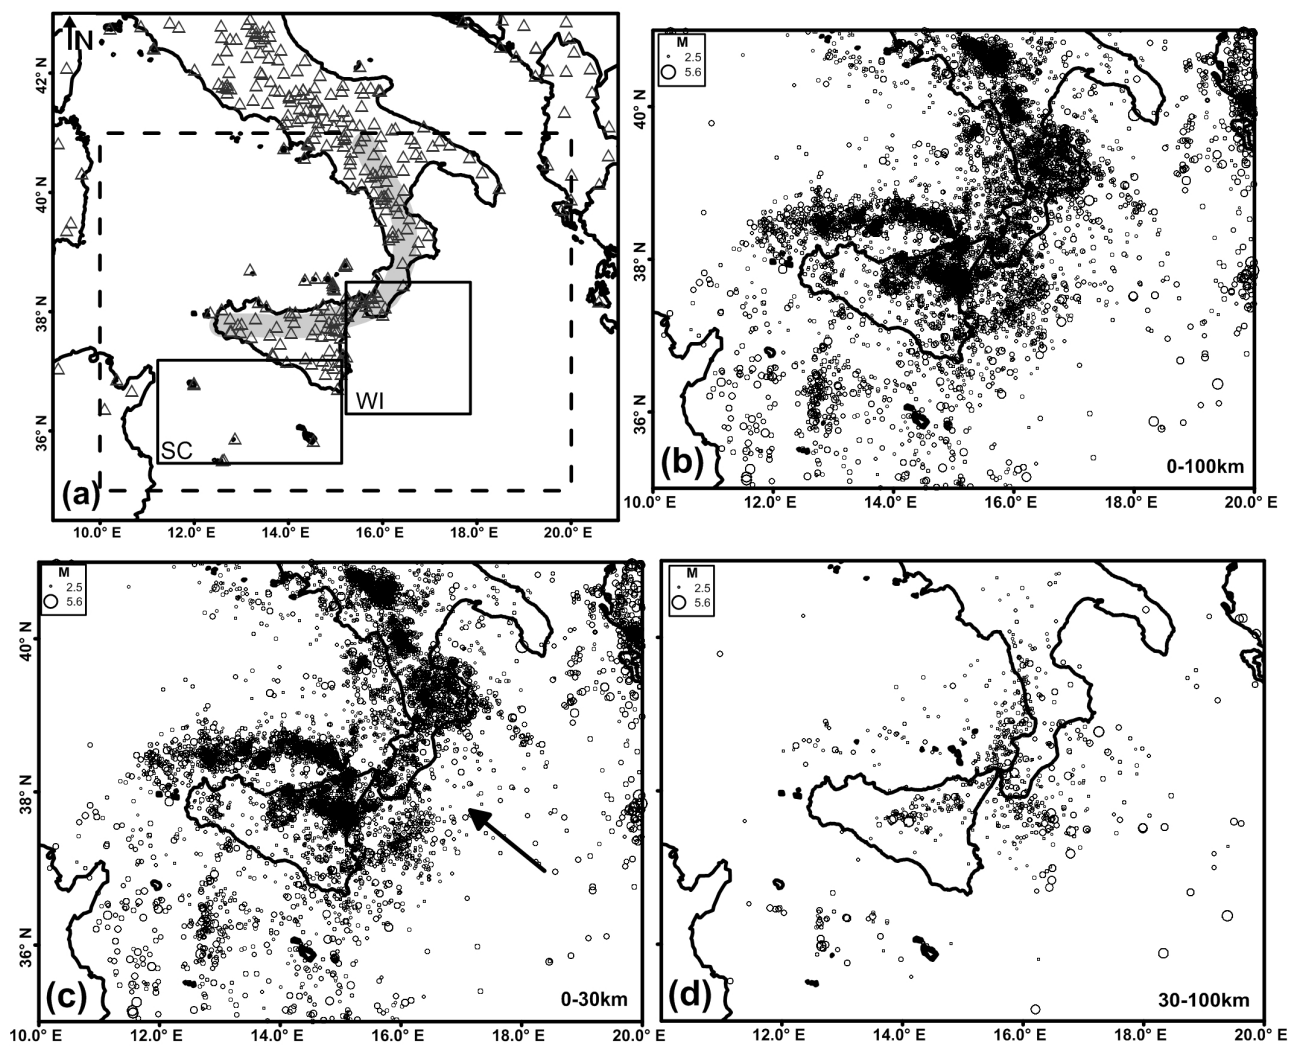 N
42° N
40° N
38° N
36° N
WI
SC
(a)
10.0° E 12.0° E 14.0° E 16.0° E 18.0° E 20.0° E
M
2.5
5.6
40° N
38° N
36° N
(b)
0-100km
10.0° E 12.0° E 14.0° E 16.0° E 18.0° E 20.0° E
M
2.5
5.6
40° N
38° N
36° N
(c)
0-30km
10.0° E 12.0° E 14.0° E 16.0° E 18.0° E 20.0°
M
2.5
5.6
(d)
30-100km
E 12.0° E 14.0° E 16.0° E 18.0° E 20.0° E